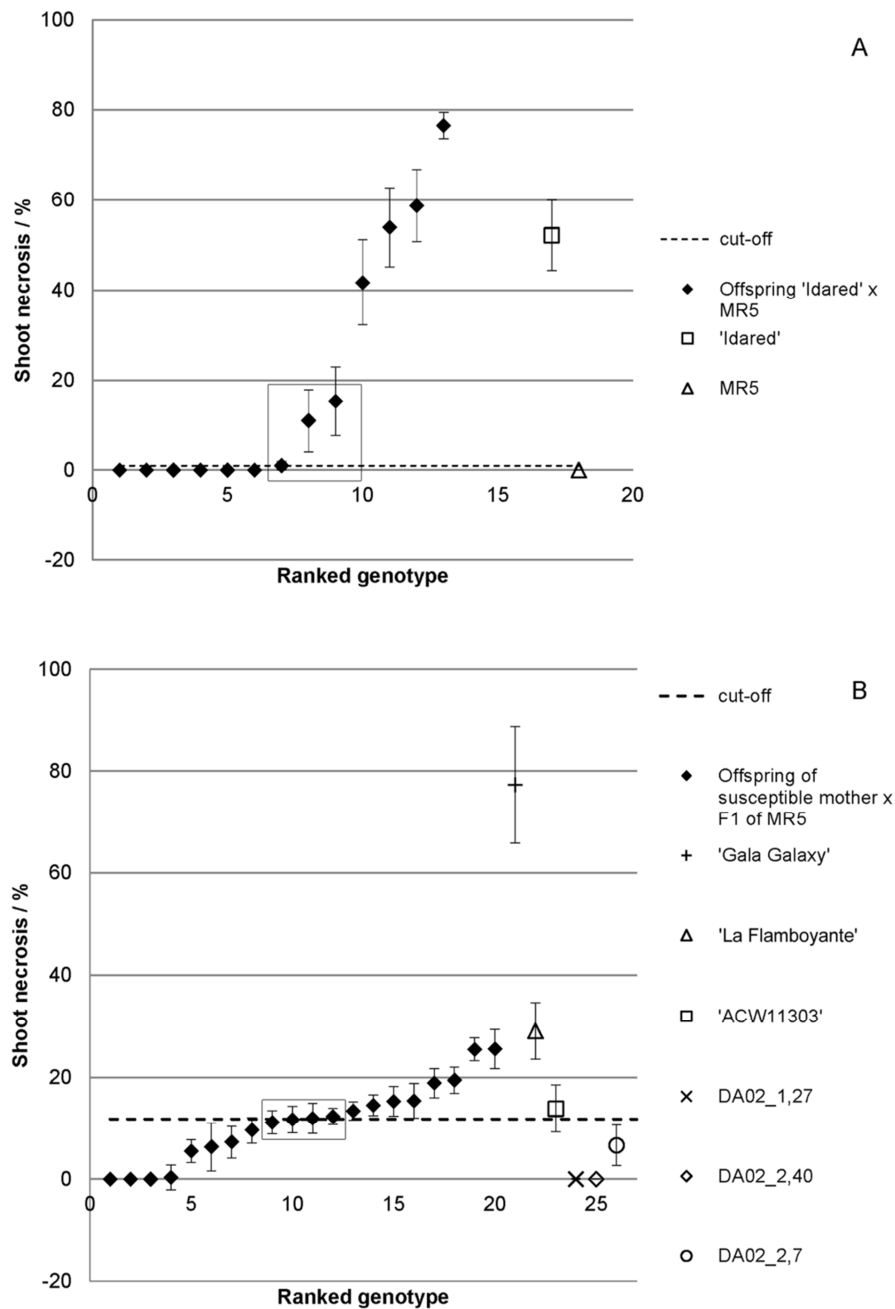 A
100
80
60
40
20
0
-20
0 5 10 15 20
Shoot necrosis / %
Ranked genotype
cut-off
Offspring 'Idared' x
MR5
'Idared'
MR5
B
100
80
60
40
20
0
-20
0 5 10 15 20 25
Shoot necrosis / %
Ranked genotype
cut-off
Offspring of
susceptible mother x
F1 of MR5
'Gala Galaxy'
'La Flamboyante'
'ACW11303'
DA02_1,27
DA02_2,40
DA02_2,7